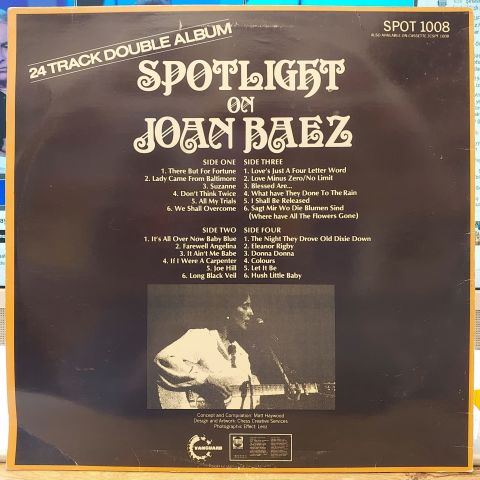 24 TRACK DOUBLE ALBUM
SPOT 1008
ALSO AVAILABLE ON CASSETTE ZCSPT 1008
SPOTLIGHT
ON
JOAN BAEZ
SIDE ONE
1. There But For Fortune
2. Lady Came From Baltimore
3. Suzanne
4. Don't Think Twice
5. All My Trials
6. We Shall Overcome
SIDE THREE
1. Love's Just A Four Letter Word
2. Love Minus Zero/No Limit
3. Blessed Are...
4. What have They Done To The Rain
5. I Shall Be Released
6. Sagt Mir Wo Die Blumen Sind
(Where have All The Flowers Gone)
SIDE TWO
1. It's All Over Now Baby Blue
2. Farewell Angelina
3. It Ain't Me Babe
4. If I Were A Carpenter
5. Joe Hill
6. Long Black Veil
SIDE FOUR
1. The Night They Drove Old Dixie Down
2. Eleanor Rigby
3. Donna Donna
4. Colours
5. Let It Be
6. Hush Little Baby
Concept and Compilation: Matt Haywood
Design and Artwork: Chess Creative Services
Photographic Effect: Lenz
VANGUARD